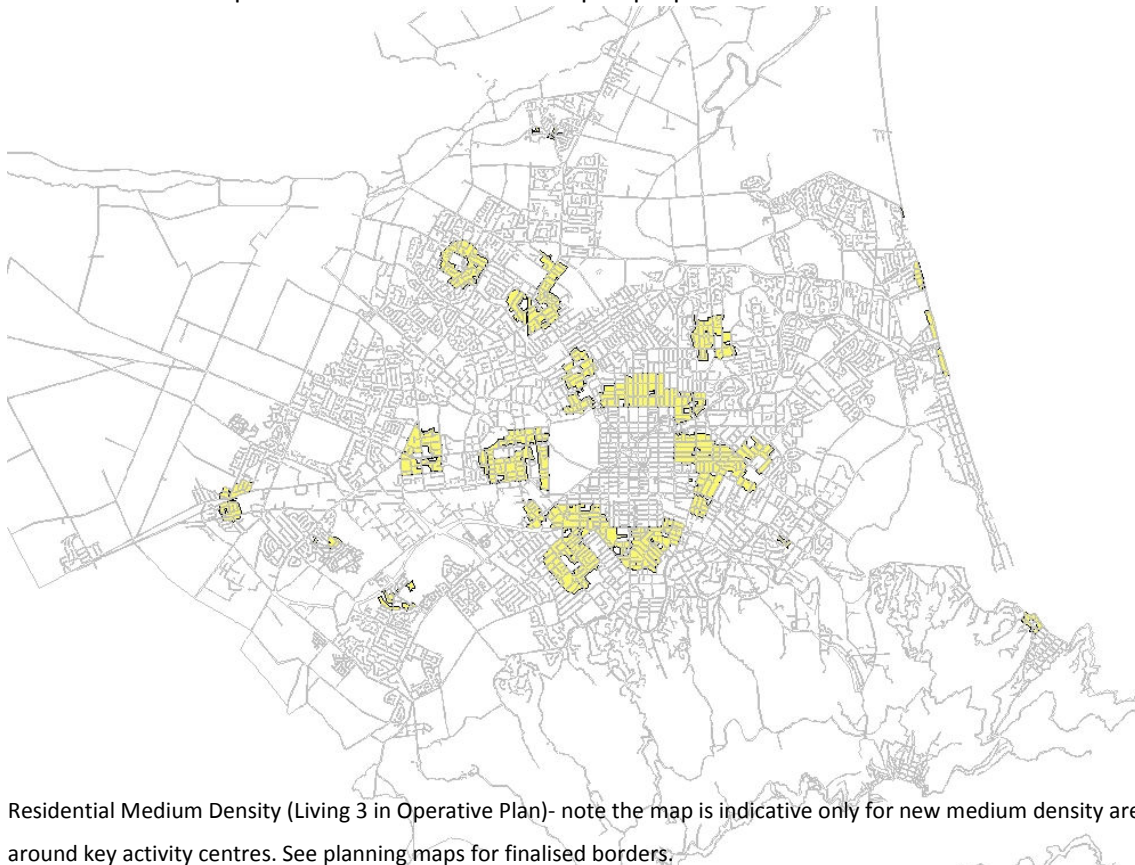 Residential Medium Density (Living 3 in Operative Plan)- note the map is indicative only for new medium density are
around key activity centres. See planning maps for finalised borders.